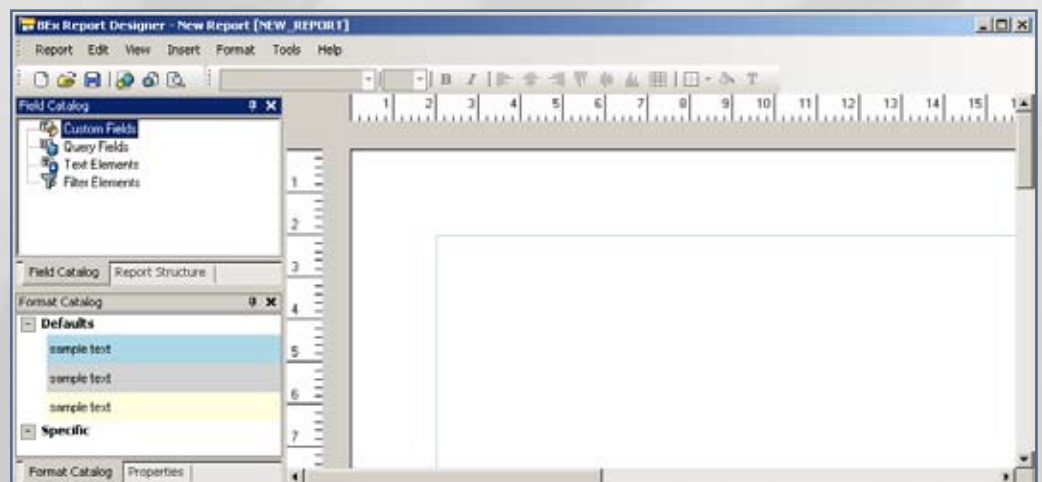 BEx Report Designer - New Report [NEW_REPORT]
Report Edit View Insert Format Tools Help
B I T
Field Catalog
Custom Fields
Query Fields
Text Elements
Filter Elements
Field Catalog Report Structure
Format Catalog
Defaults
sample text
sample text
sample text
Specific
Format Catalog Properties
1 2 3 4 5 6 7 8 9 10 11 12 13 14 15 1
1
2
3
4
5
6
7